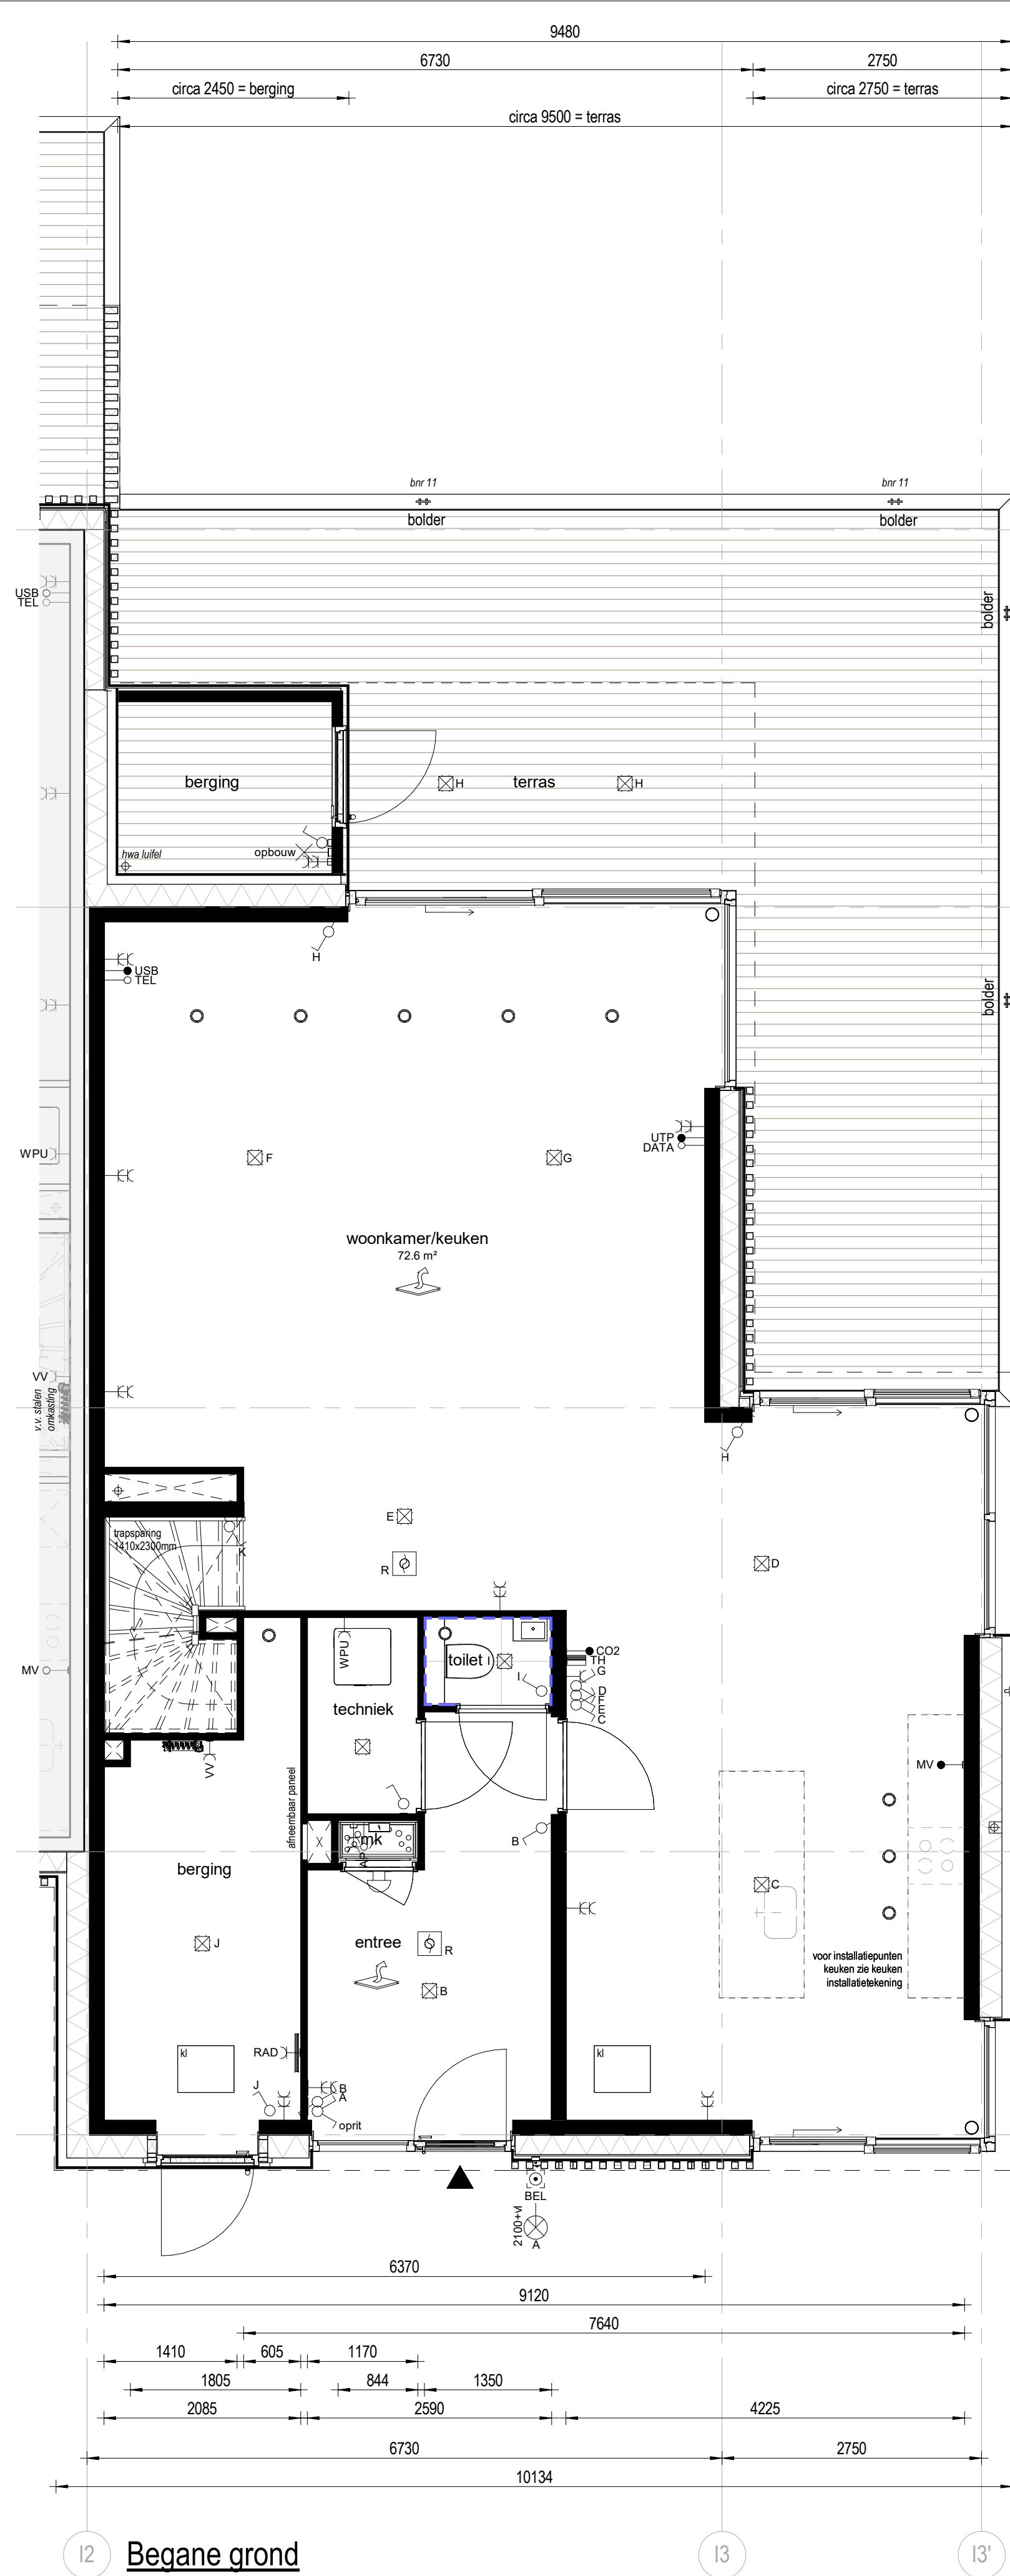 9480
6730
2750
circa 2450 = berging
circa 2750 = terras
circa 9500 = terras
bnr 11
bnr 11
bolder
bolder
USB
TEL
bolder
berging
H
terras
H
opbouw
hwa luifel
H
USB
TEL
bolder
UTP
DATA
WPU
F
G
woonkamer/keuken
72.6 m²
VV
v.v. stalen
omkasting
H
E
trapsparing
1410x2300mm
K
R
D
WPU
toilet
I
I
CO2
TH
G
D
F
E
C
MV
techniek
VV
MV
afneembaar paneel
mk
B
berging
C
entree
R
J
B
voor installatiepunten
keuken zie keuken
installatietekening
kl
RAD
kl
J
B
A
oprit
BEL
2100+vl
A
6370
9120
7640
1410
605
1170
1805
844
1350
2085
2590
4225
6730
2750
10134
I2
Begane grond
I3
I3'